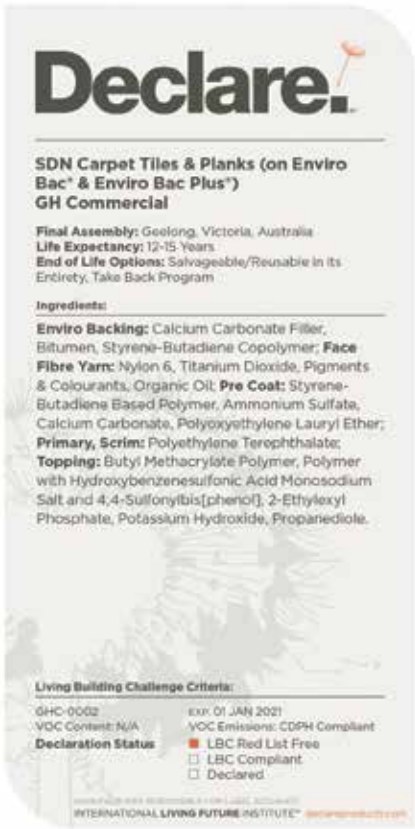 Declare.
SDN Carpet Tiles & Planks (on Enviro
Bac® & Enviro Bac Plus®)
GH Commercial
Final Assembly: Geelong, Victoria, Australia
Life Expectancy: 12-15 Years
End of Life Options: Salvageable/Reusable in its
Entirety, Take Back Program
Ingredients:
Enviro Backing: Calcium Carbonate Filler,
Bitumen, Styrene-Butadiene Copolymer; Face
Fibre Yarn: Nylon 6, Titanium Dioxide, Pigments
& Colourants, Organic Oil; Pre Coat: Styrene-
Butadiene Based Polymer, Ammonium Sulfate,
Calcium Carbonate, Polyoxyethylene Lauryl Ether;
Primary, Scrim: Polyethylene Terephthalate;
Topping: Butyl Methacrylate Polymer, Polymer
with Hydroxybenzenesulfonic Acid Monosodium
Salt and 4,4-Sulfonylbis[phenol], 2-Ethylexyl
Phosphate, Potassium Hydroxide, Propanediole.
Living Building Challenge Criteria:
GHC-0002 EXP. 01 JAN 2021
VOC Content: N/A VOC Emissions: CDPH Compliant
Declaration Status LBC Red List Free
LBC Compliant
Declared
INTERNATIONAL LIVING FUTURE INSTITUTE™ declareproducts.com